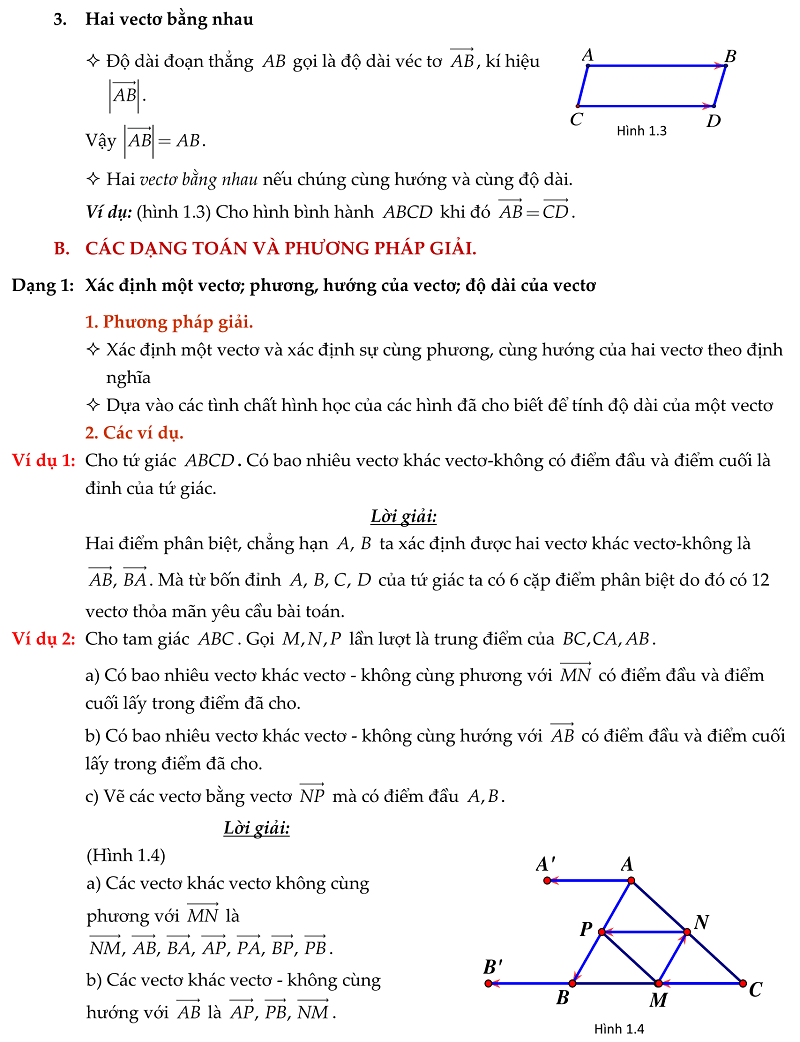 3. Hai vectơ bằng nhau
✧ Độ dài đoạn thẳng AB gọi là độ dài véc tơ $\overrightarrow{AB}$, kí hiệu
$|\overrightarrow{AB}|$.
Vậy $|\overrightarrow{AB}| = AB$.
✧ Hai vectơ bằng nhau nếu chúng cùng hướng và cùng độ dài.
Ví dụ: (hình 1.3) Cho hình bình hành ABCD khi đó $\overrightarrow{AB} = \overrightarrow{CD}$.
A B
C D
Hình 1.3
B. CÁC DẠNG TOÁN VÀ PHƯƠNG PHÁP GIẢI.
Dạng 1: Xác định một vectơ; phương, hướng của vectơ; độ dài của vectơ
1. Phương pháp giải.
✧ Xác định một vectơ và xác định sự cùng phương, cùng hướng của hai vectơ theo định
nghĩa
✧ Dựa vào các tình chất hình học của các hình đã cho biết để tính độ dài của một vectơ
2. Các ví dụ.
Ví dụ 1: Cho tứ giác ABCD. Có bao nhiêu vectơ khác vectơ-không có điểm đầu và điểm cuối là
đỉnh của tứ giác.
Lời giải:
Hai điểm phân biệt, chẳng hạn A, B ta xác định được hai vectơ khác vectơ-không là
$\overrightarrow{AB}, \overrightarrow{BA}$. Mà từ bốn đỉnh A, B, C, D của tứ giác ta có 6 cặp điểm phân biệt do đó có 12
vectơ thỏa mãn yêu cầu bài toán.
Ví dụ 2: Cho tam giác ABC. Gọi M, N, P lần lượt là trung điểm của BC, CA, AB.
a) Có bao nhiêu vectơ khác vectơ - không cùng phương với $\overrightarrow{MN}$ có điểm đầu và điểm
cuối lấy trong điểm đã cho.
b) Có bao nhiêu vectơ khác vectơ - không cùng hướng với $\overrightarrow{AB}$ có điểm đầu và điểm cuối
lấy trong điểm đã cho.
c) Vẽ các vectơ bằng vectơ $\overrightarrow{NP}$ mà có điểm đầu A, B.
Lời giải:
(Hình 1.4)
a) Các vectơ khác vectơ không cùng
phương với $\overrightarrow{MN}$ là
$\overrightarrow{NM}, \overrightarrow{AB}, \overrightarrow{BA}, \overrightarrow{AP}, \overrightarrow{PA}, \overrightarrow{BP}, \overrightarrow{PB}$.
b) Các vectơ khác vectơ - không cùng
hướng với $\overrightarrow{AB}$ là $\overrightarrow{AP}, \overrightarrow{PB}, \overrightarrow{NM}$.
A' A
P N
B' B M C
Hình 1.4